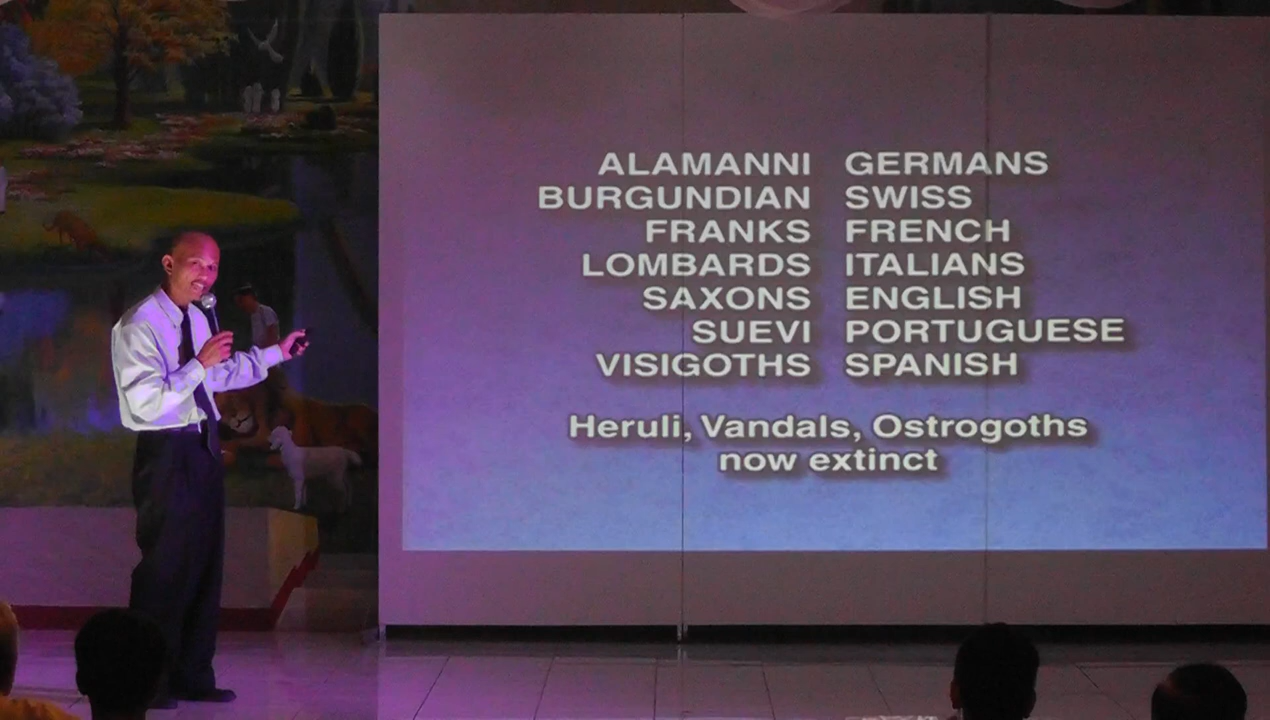 ALAMANNI GERMANS
BURGUNDIAN SWISS
FRANKS FRENCH
LOMBARDS ITALIANS
SAXONS ENGLISH
SUEVI PORTUGUESE
VISIGOTHS SPANISH
Heruli, Vandals, Ostrogoths
now extinct